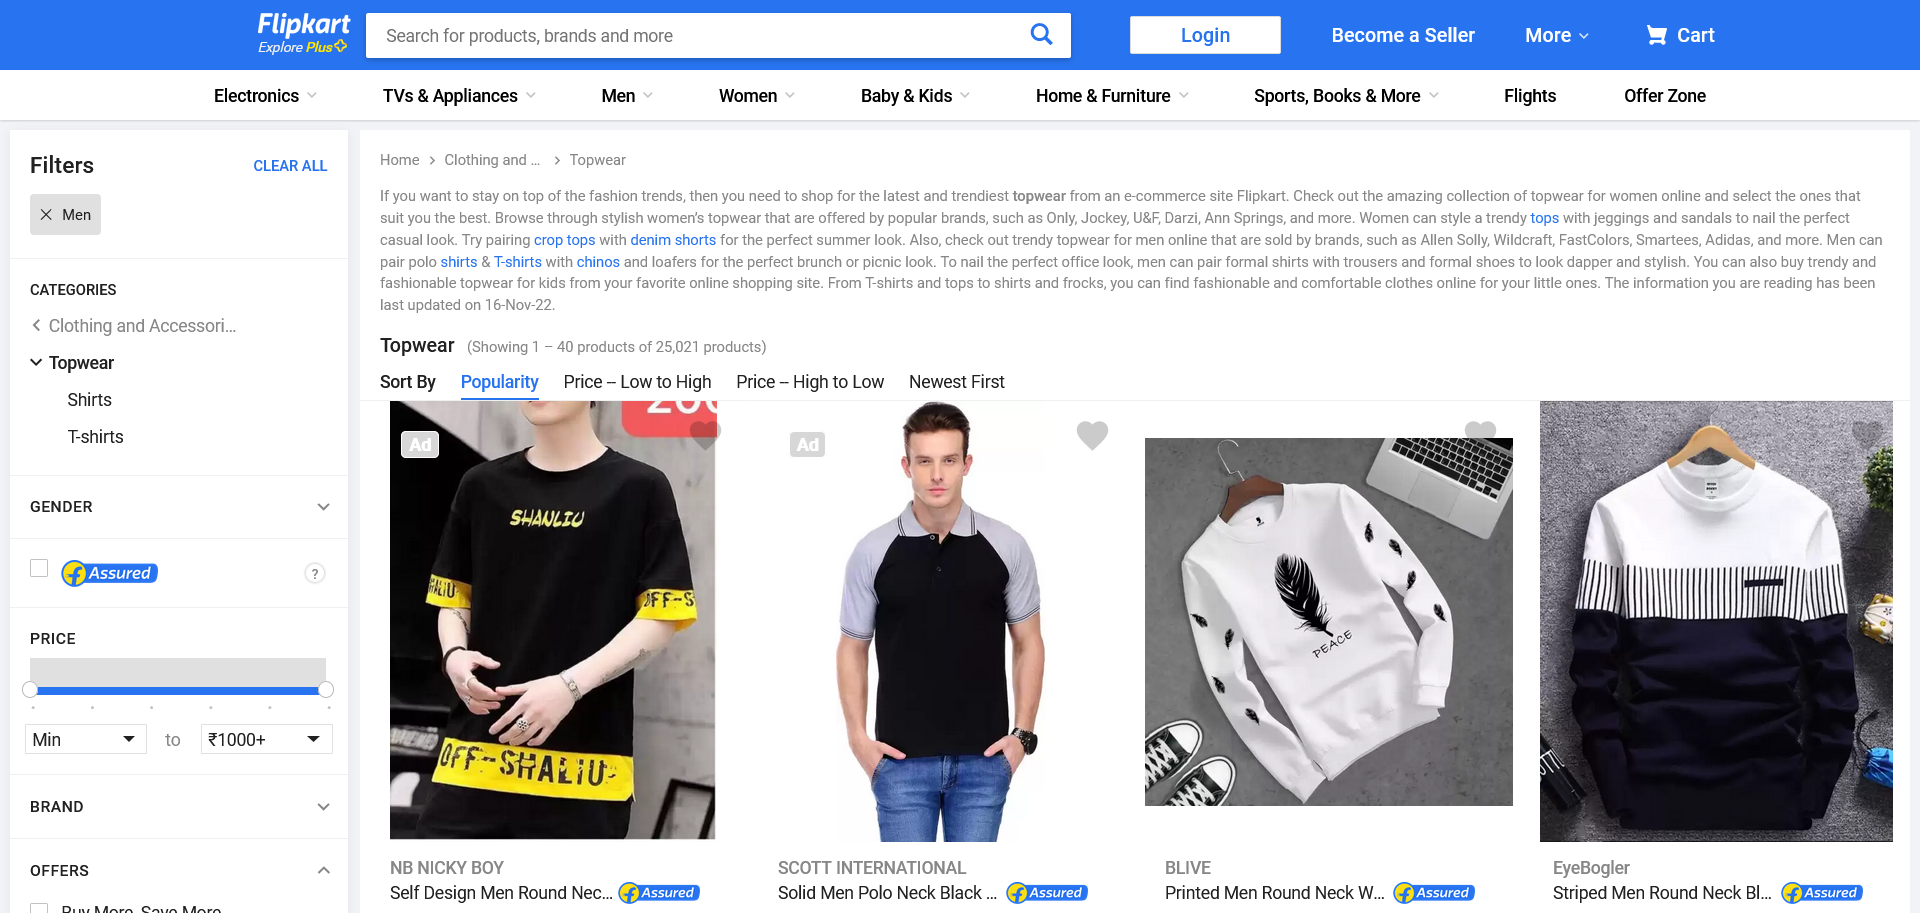 Flipkart
Explore Plus
Search for products, brands and more
Login
Become a Seller
More
Cart
Electronics
TVs & Appliances
Men
Women
Baby & Kids
Home & Furniture
Sports, Books & More
Flights
Offer Zone
Filters
CLEAR ALL
Men
CATEGORIES
Clothing and Accessori...
Topwear
Shirts
T-shirts
GENDER
Assured
?
PRICE
Min
to
₹1000+
BRAND
OFFERS
Buy More, Save More
Home
Clothing and ...
Topwear
If you want to stay on top of the fashion trends, then you need to shop for the latest and trendiest topwear from an e-commerce site Flipkart. Check out the amazing collection of topwear for women online and select the ones that
suit you the best. Browse through stylish women's topwear that are offered by popular brands, such as Only, Jockey, U&F, Darzi, Ann Springs, and more. Women can style a trendy tops with jeggings and sandals to nail the perfect
casual look. Try pairing crop tops with denim shorts for the perfect summer look. Also, check out trendy topwear for men online that are sold by brands, such as Allen Solly, Wildcraft, FastColors, Smartees, Adidas, and more. Men can
pair polo shirts & T-shirts with chinos and loafers for the perfect brunch or picnic look. To nail the perfect office look, men can pair formal shirts with trousers and formal shoes to look dapper and stylish. You can also buy trendy and
fashionable topwear for kids from your favorite online shopping site. From T-shirts and tops to shirts and frocks, you can find fashionable and comfortable clothes online for your little ones. The information you are reading has been
last updated on 16-Nov-22.
Topwear (Showing 1 – 40 products of 25,021 products)
Sort By
Popularity
Price -- Low to High
Price -- High to Low
Newest First
Ad
SHANLIU
OFF-SHALIU
NB NICKY BOY
Self Design Men Round Nec...
Assured
Ad
SCOTT INTERNATIONAL
Solid Men Polo Neck Black ...
Assured
PEACE
BLIVE
Printed Men Round Neck W...
Assured
EyeBogler
Striped Men Round Neck Bl...
Assured